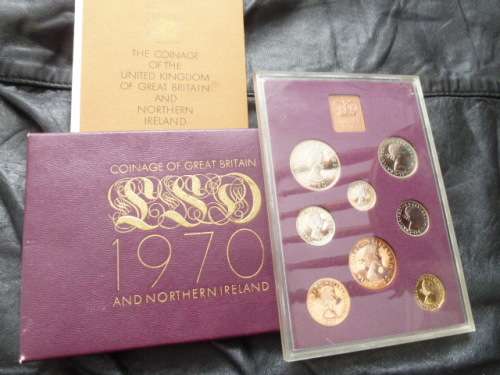 THE COINAGE
OF THE
UNITED KINGDOM
OF GREAT BRITAIN
AND
NORTHERN
IRELAND
COINAGE OF GREAT BRITAIN
LSD
1970
AND NORTHERN IRELAND